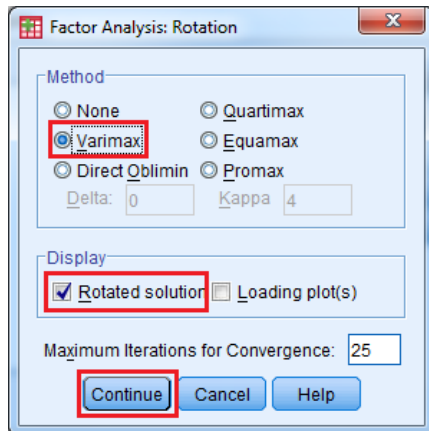 Factor Analysis: Rotation
Method
None
Quartimax
Varimax
Equamax
Direct Oblimin
Promax
Delta: 0
Kappa 4
Display
Rotated solution
Loading plot(s)
Maximum Iterations for Convergence: 25
Continue
Cancel
Help